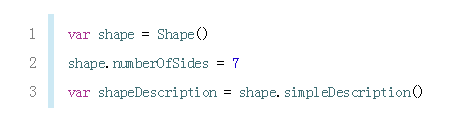 1 var shape = Shape()
2 shape.numberOfSides = 7
3 var shapeDescription = shape.simpleDescription()